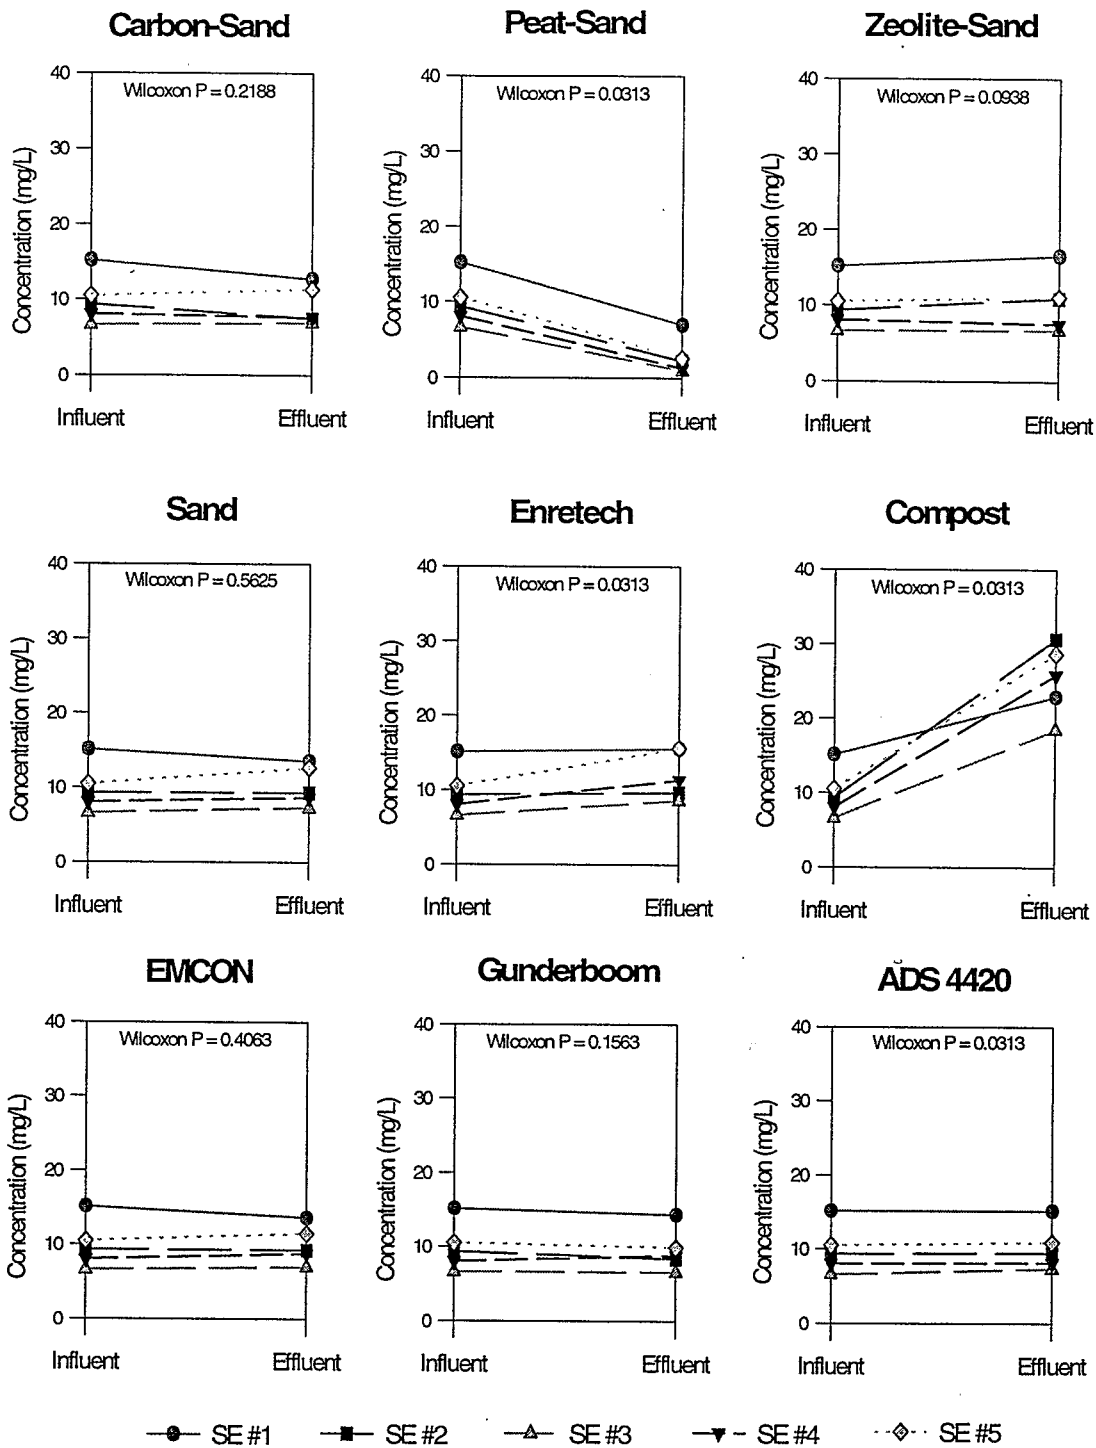 Carbon-Sand
Peat-Sand
Zeolite-Sand
Wilcoxon P = 0.2188
Concentration (mg/L)
40
30
20
10
0
Influent
Effluent
Wilcoxon P = 0.0313
Concentration (mg/L)
40
30
20
10
0
Influent
Effluent
Wilcoxon P = 0.0938
Concentration (mg/L)
40
30
20
10
0
Influent
Effluent
Sand
Enretech
Compost
Wilcoxon P = 0.5625
Concentration (mg/L)
40
30
20
10
0
Influent
Effluent
Wilcoxon P = 0.0313
Concentration (mg/L)
40
30
20
10
0
Influent
Effluent
Wilcoxon P = 0.0313
Concentration (mg/L)
40
30
20
10
0
Influent
Effluent
EMCON
Gunderboom
ADS 4420
Wilcoxon P = 0.4063
Concentration (mg/L)
40
30
20
10
0
Influent
Effluent
Wilcoxon P = 0.1563
Concentration (mg/L)
40
30
20
10
0
Influent
Effluent
Wilcoxon P = 0.0313
Concentration (mg/L)
40
30
20
10
0
Influent
Effluent
SE #1
SE #2
SE #3
SE #4
SE #5